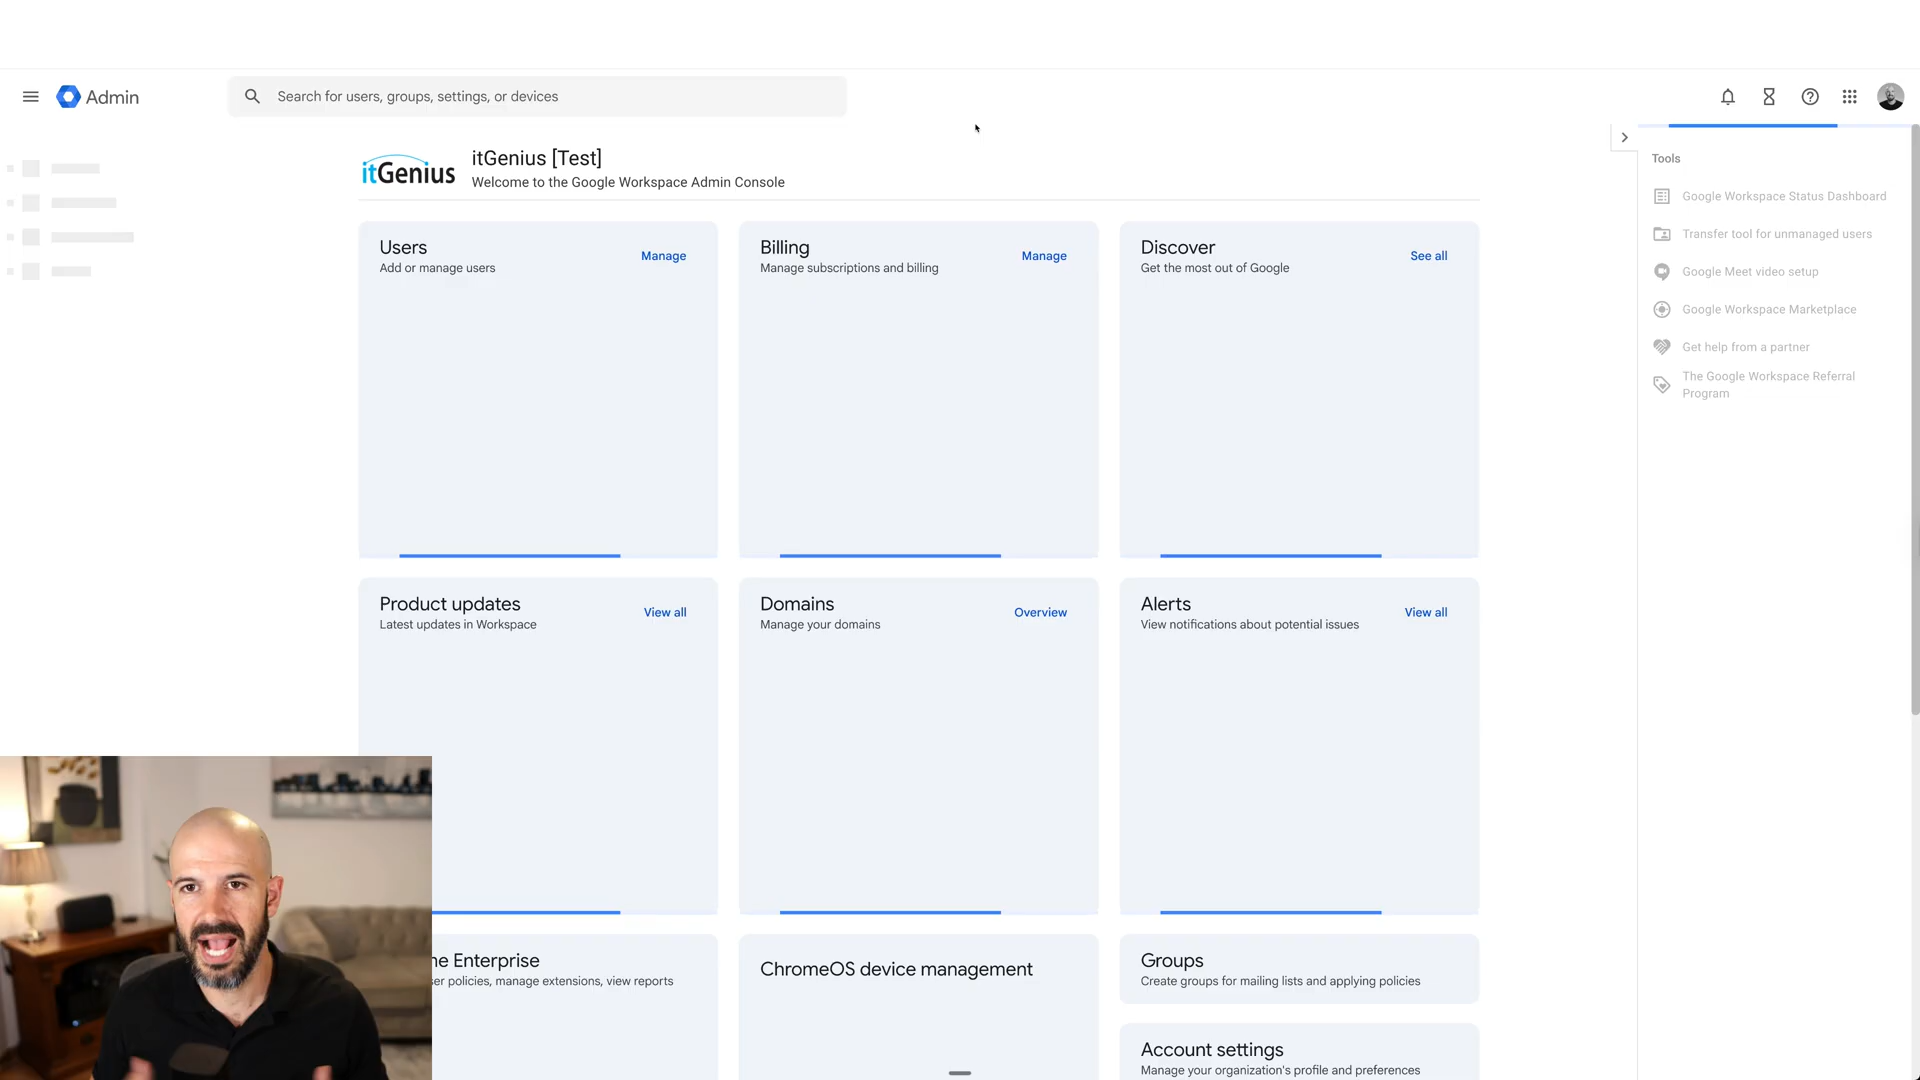 Admin
Search for users, groups, settings, or devices
itGenius
itGenius [Test]
Welcome to the Google Workspace Admin Console
Users
Add or manage users
Manage
Billing
Manage subscriptions and billing
Manage
Discover
Get the most out of Google
See all
Product updates
Latest updates in Workspace
View all
Domains
Manage your domains
Overview
Alerts
View notifications about potential issues
View all
Enterprise
policies, manage extensions, view reports
ChromeOS device management
Groups
Create groups for mailing lists and applying policies
Account settings
Manage your organization's profile and preferences
Tools
Google Workspace Status Dashboard
Transfer tool for unmanaged users
Google Meet video setup
Google Workspace Marketplace
Get help from a partner
The Google Workspace Referral
Program